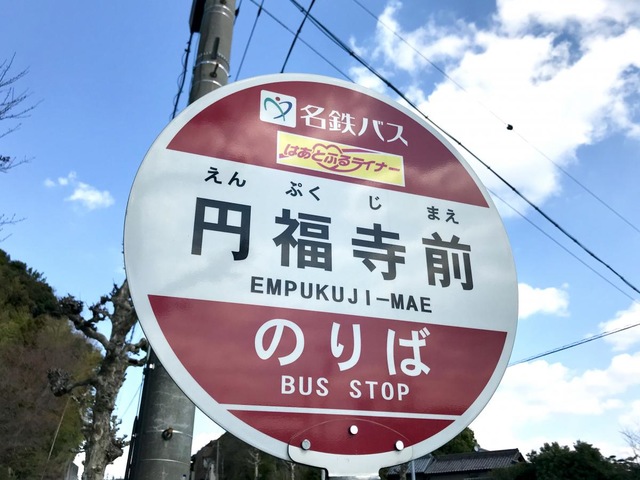 名鉄バス
はあとふるライナー
えん ぷく じ まえ
円福寺前
EMPUKUJI-MAE
のりば
BUS STOP